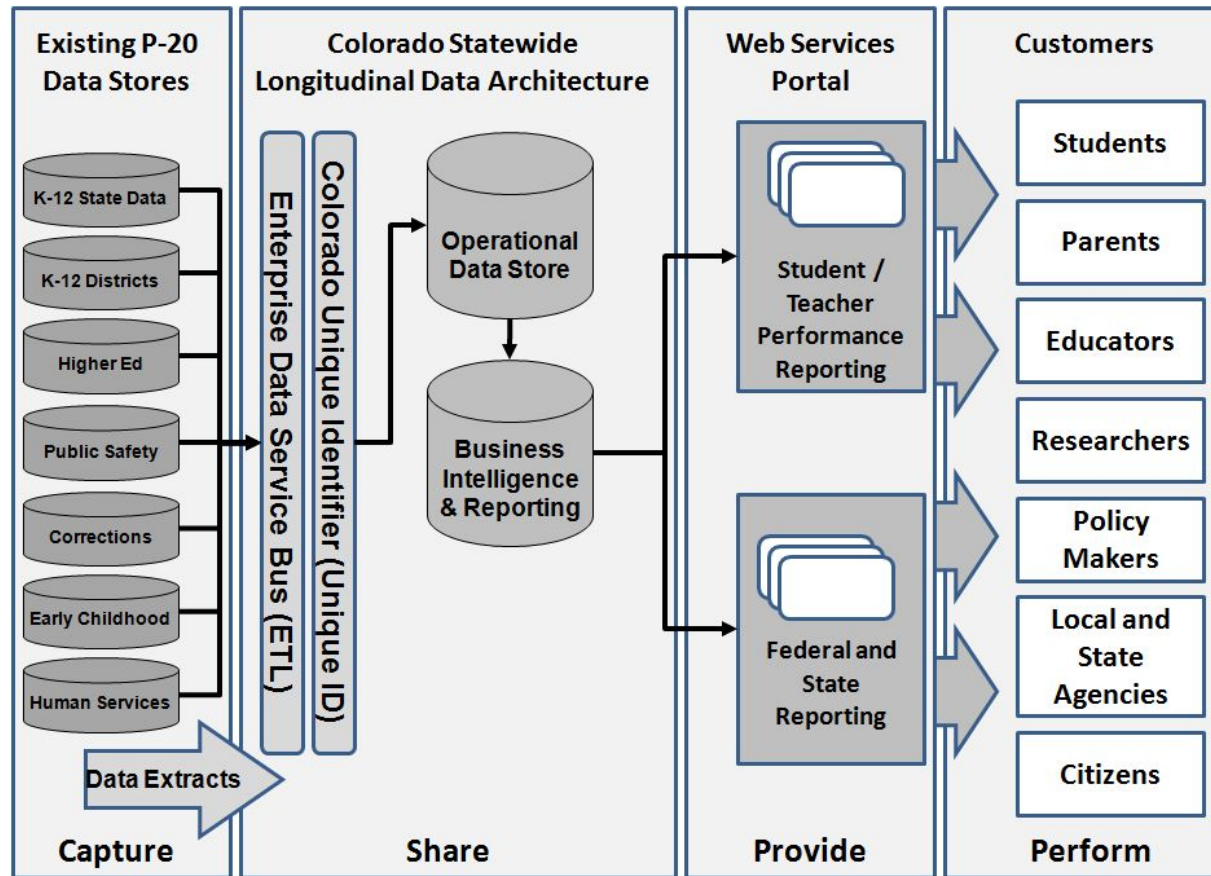 Existing P-20
Data Stores
K-12 State Data
K-12 Districts
Higher Ed
Public Safety
Corrections
Early Childhood
Human Services
Data Extracts
Capture
Colorado Statewide
Longitudinal Data Architecture
Enterprise Data Service Bus (ETL)
Colorado Unique Identifier (Unique ID)
Operational
Data Store
Business
Intelligence
& Reporting
Share
Web Services
Portal
Student /
Teacher
Performance
Reporting
Federal and
State
Reporting
Provide
Customers
Students
Parents
Educators
Researchers
Policy
Makers
Local and
State
Agencies
Citizens
Perform